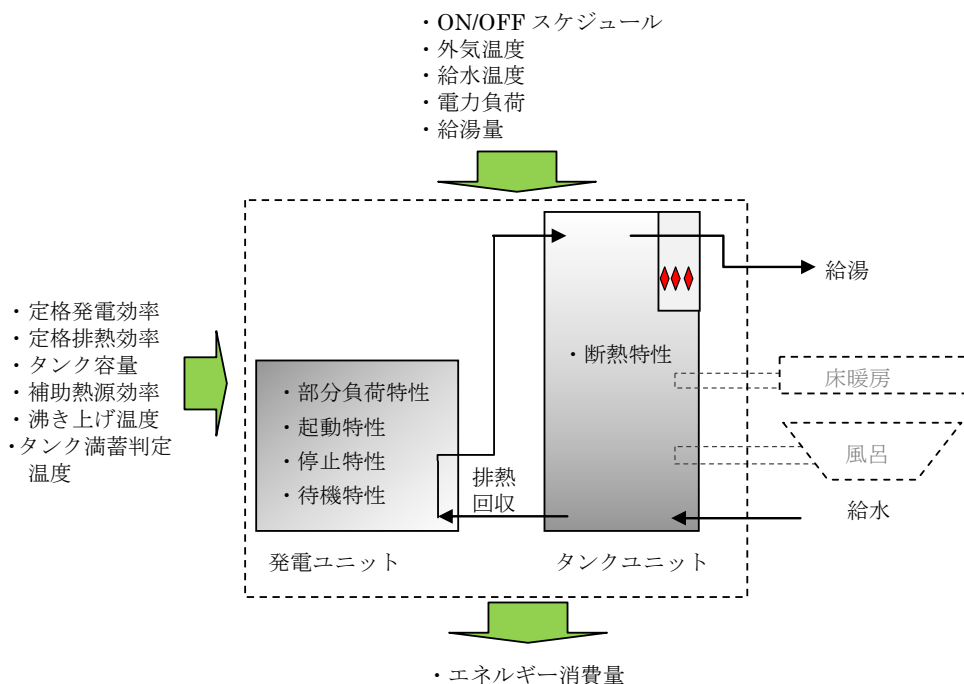 ・ON/OFF スケジュール
・外気温度
・給水温度
・電力負荷
・給湯量
給湯
・定格発電効率
・定格排熱効率
・タンク容量
・補助熱源効率
・沸き上げ温度
・タンク満蓄判定
温度
・部分負荷特性
・起動特性
・停止特性
・待機特性
排熱
回収
・断熱特性
床暖房
風呂
給水
発電ユニット
タンクユニット
・エネルギー消費量